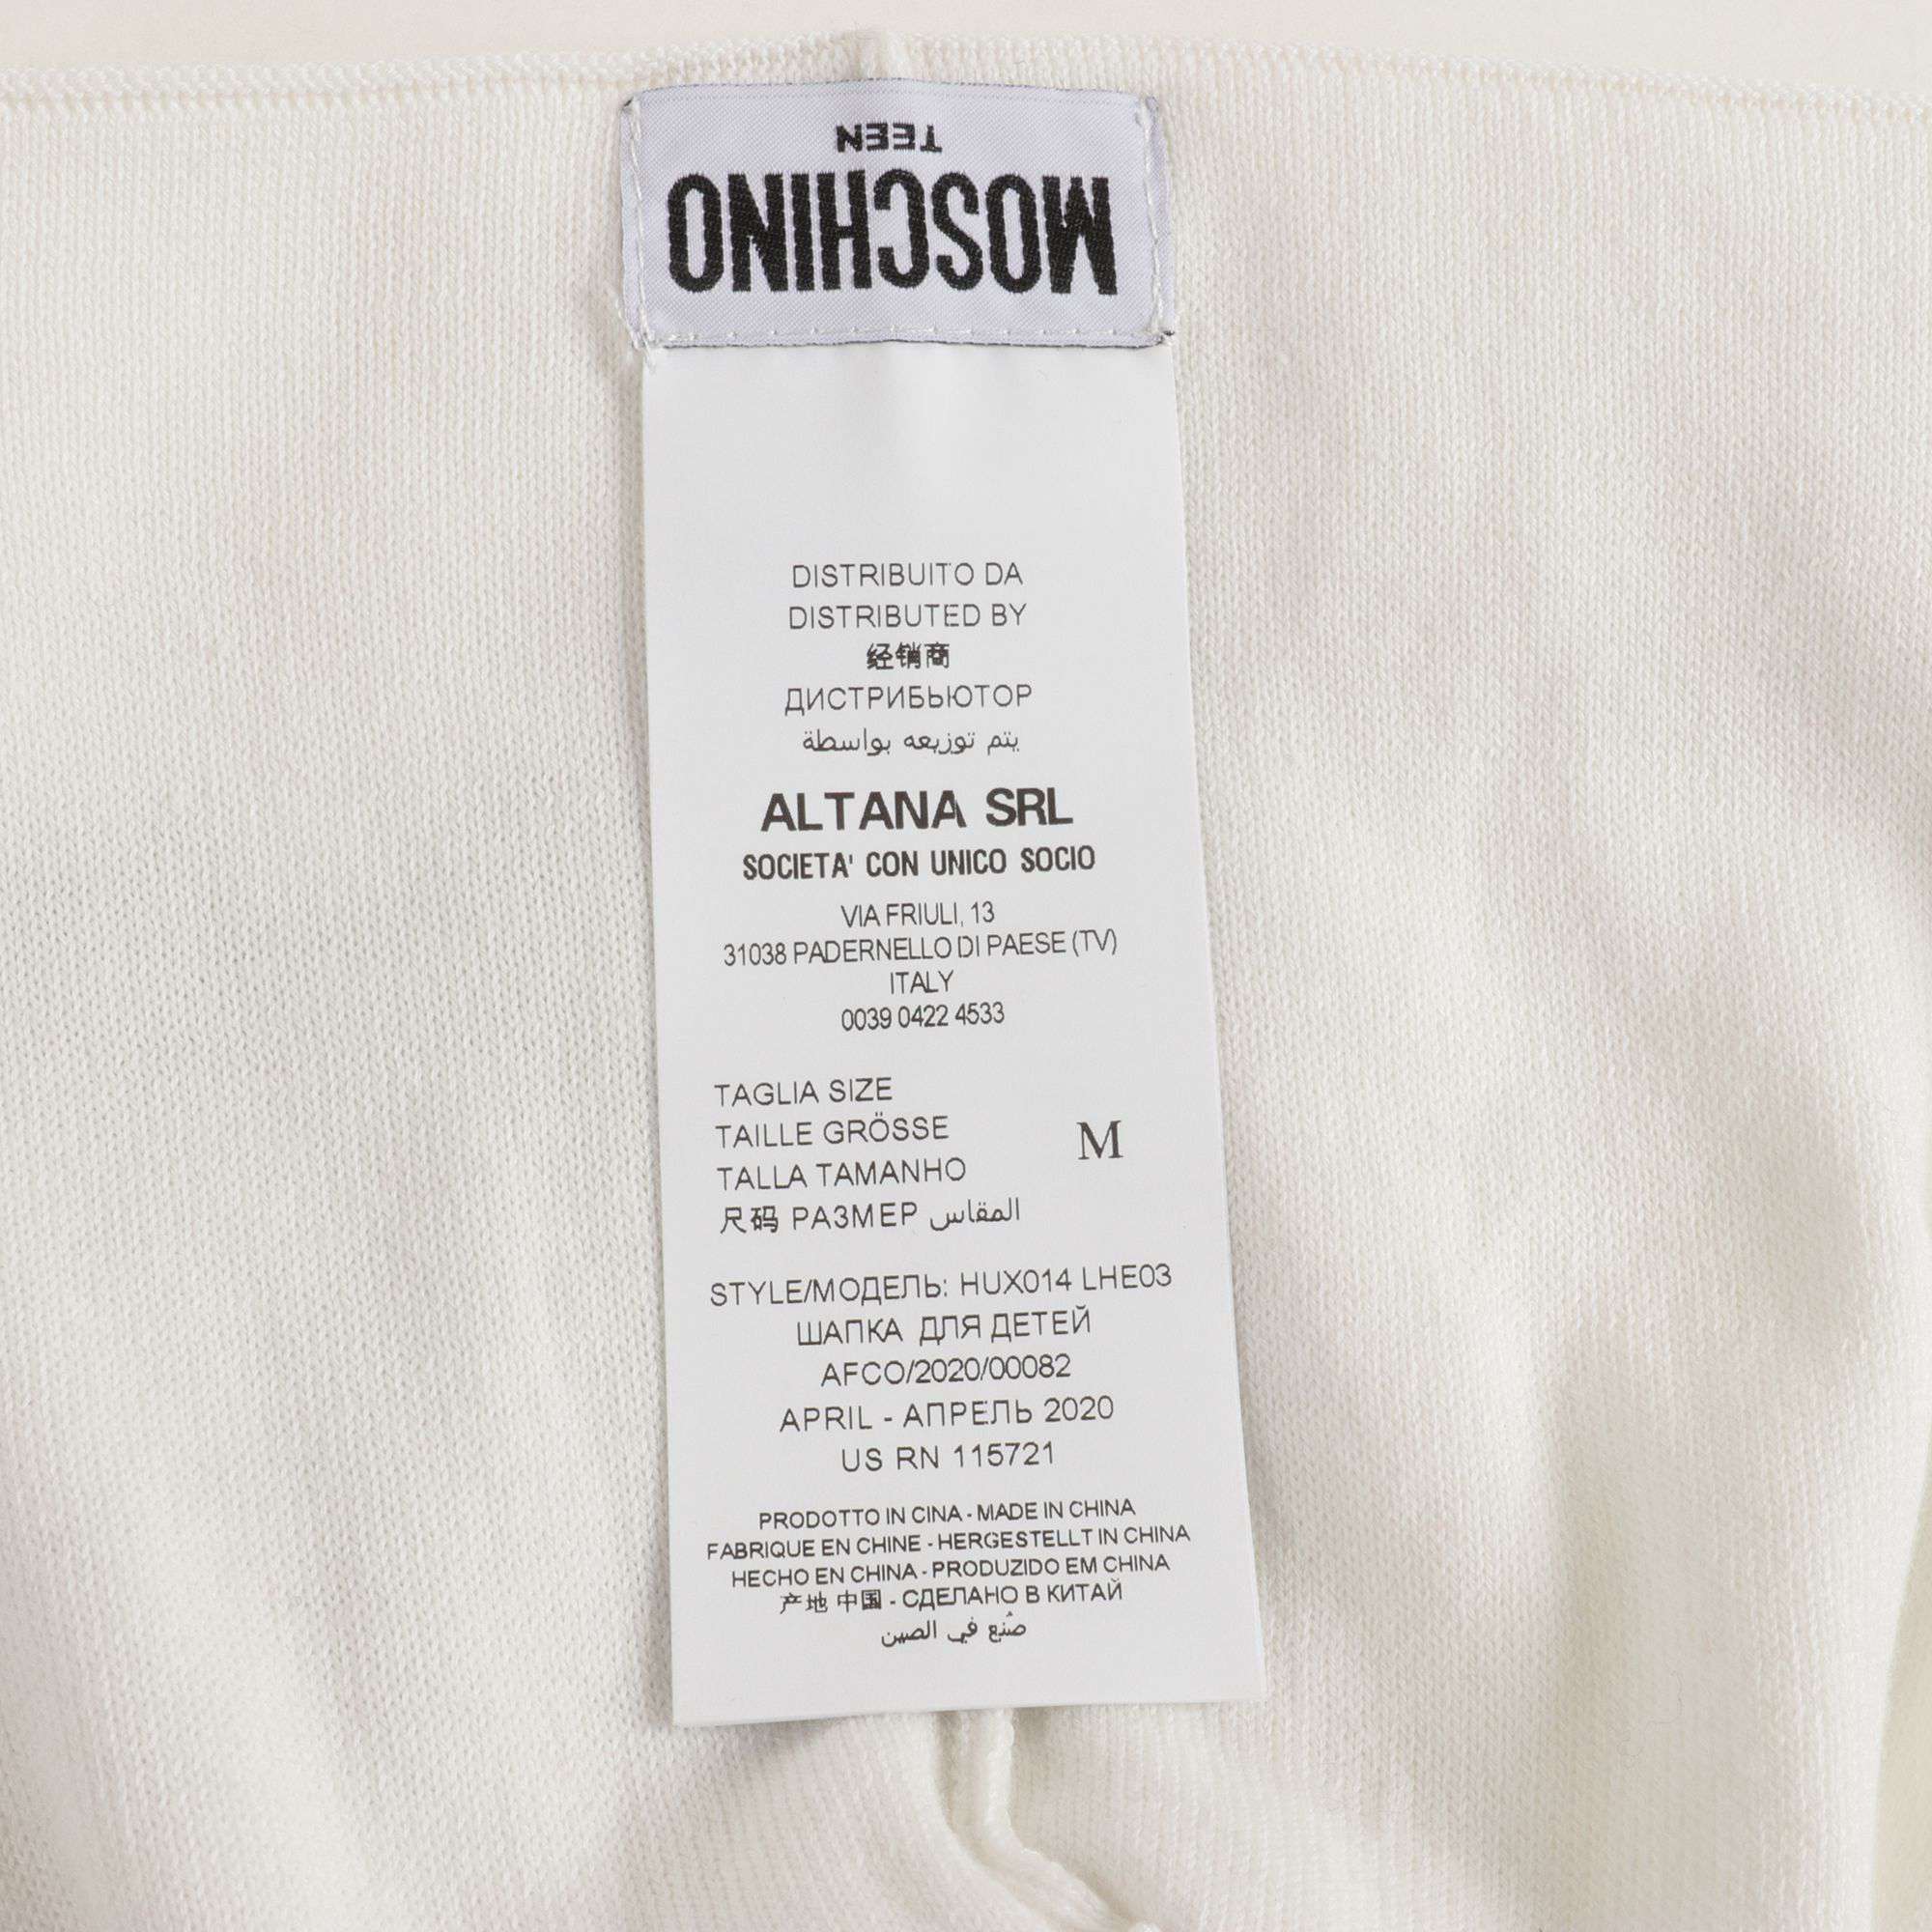 MOSCHINO
TEEN
DISTRIBUITO DA
DISTRIBUTED BY
经销商
ДИСТРИБЬЮТОР
يتم توزيعه بواسطة
ALTANA SRL
SOCIETA' CON UNICO SOCIO
VIA FRIULI, 13
31038 PADERNELLO DI PAESE (TV)
ITALY
0039 0422 4533
TAGLIA SIZE
TAILLE GRÖSSE
TALLA TAMANHO
尺码 РАЗМЕР المقاس
M
STYLE/МОДЕЛЬ: HUX014 LHE03
ШАПКА ДЛЯ ДЕТЕЙ
AFCO/2020/00082
APRIL - АПРЕЛЬ 2020
US RN 115721
PRODOTTO IN CINA - MADE IN CHINA
FABRIQUE EN CHINE - HERGESTELLT IN CHINA
HECHO EN CHINA - PRODUZIDO EM CHINA
产地 中国 - СДЕЛАНО В КИТАЙ
صُنع في الصين